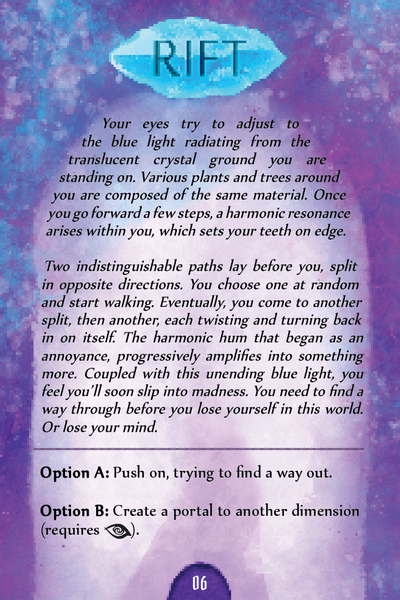 RIFT
Your eyes try to adjust to
the blue light radiating from the
translucent crystal ground you are
standing on. Various plants and trees around
you are composed of the same material. Once
you go forward a few steps, a harmonic resonance
arises within you, which sets your teeth on edge.
Two indistinguishable paths lay before you, split
in opposite directions. You choose one at random
and start walking. Eventually, you come to another
split, then another, each twisting and turning back
in on itself. The harmonic hum that began as an
annoyance, progressively amplifies into something
more. Coupled with this unending blue light, you
feel you'll soon slip into madness. You need to find a
way through before you lose yourself in this world.
Or lose your mind.
Option A: Push on, trying to find a way out.
Option B: Create a portal to another dimension
(requires ).
06